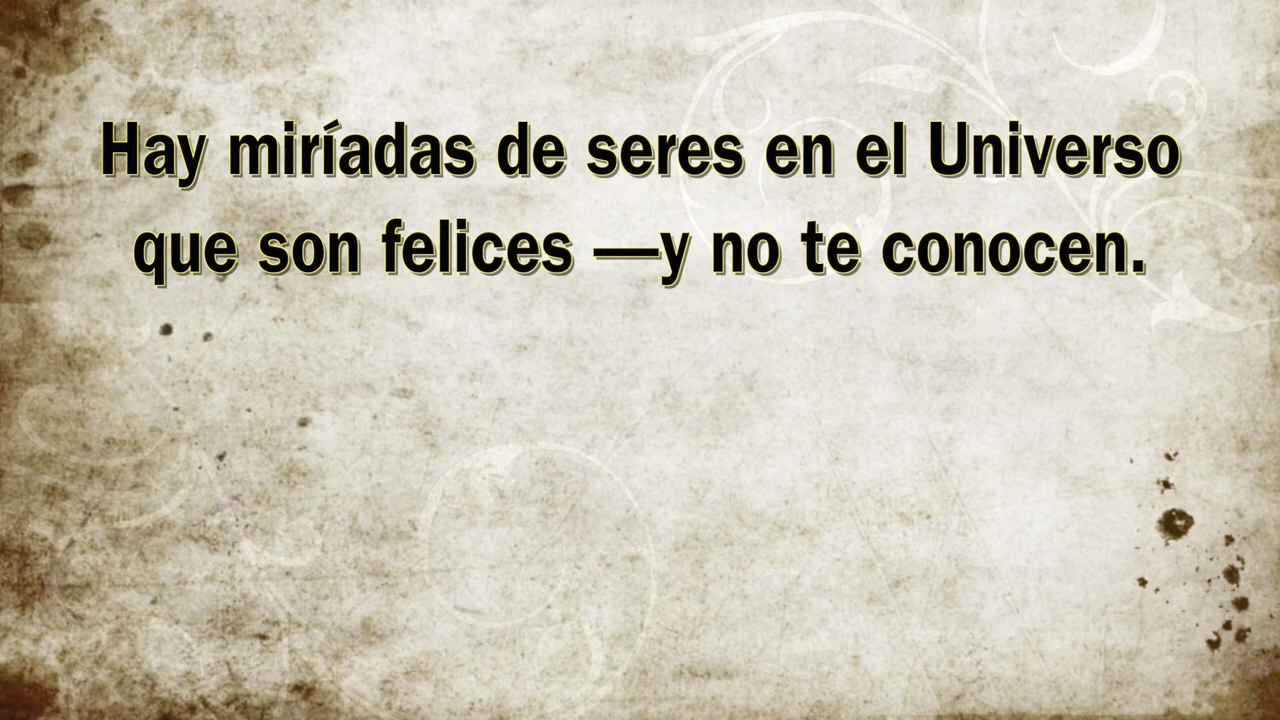 Hay miríadas de seres en el Universo
que son felices —y no te conocen.